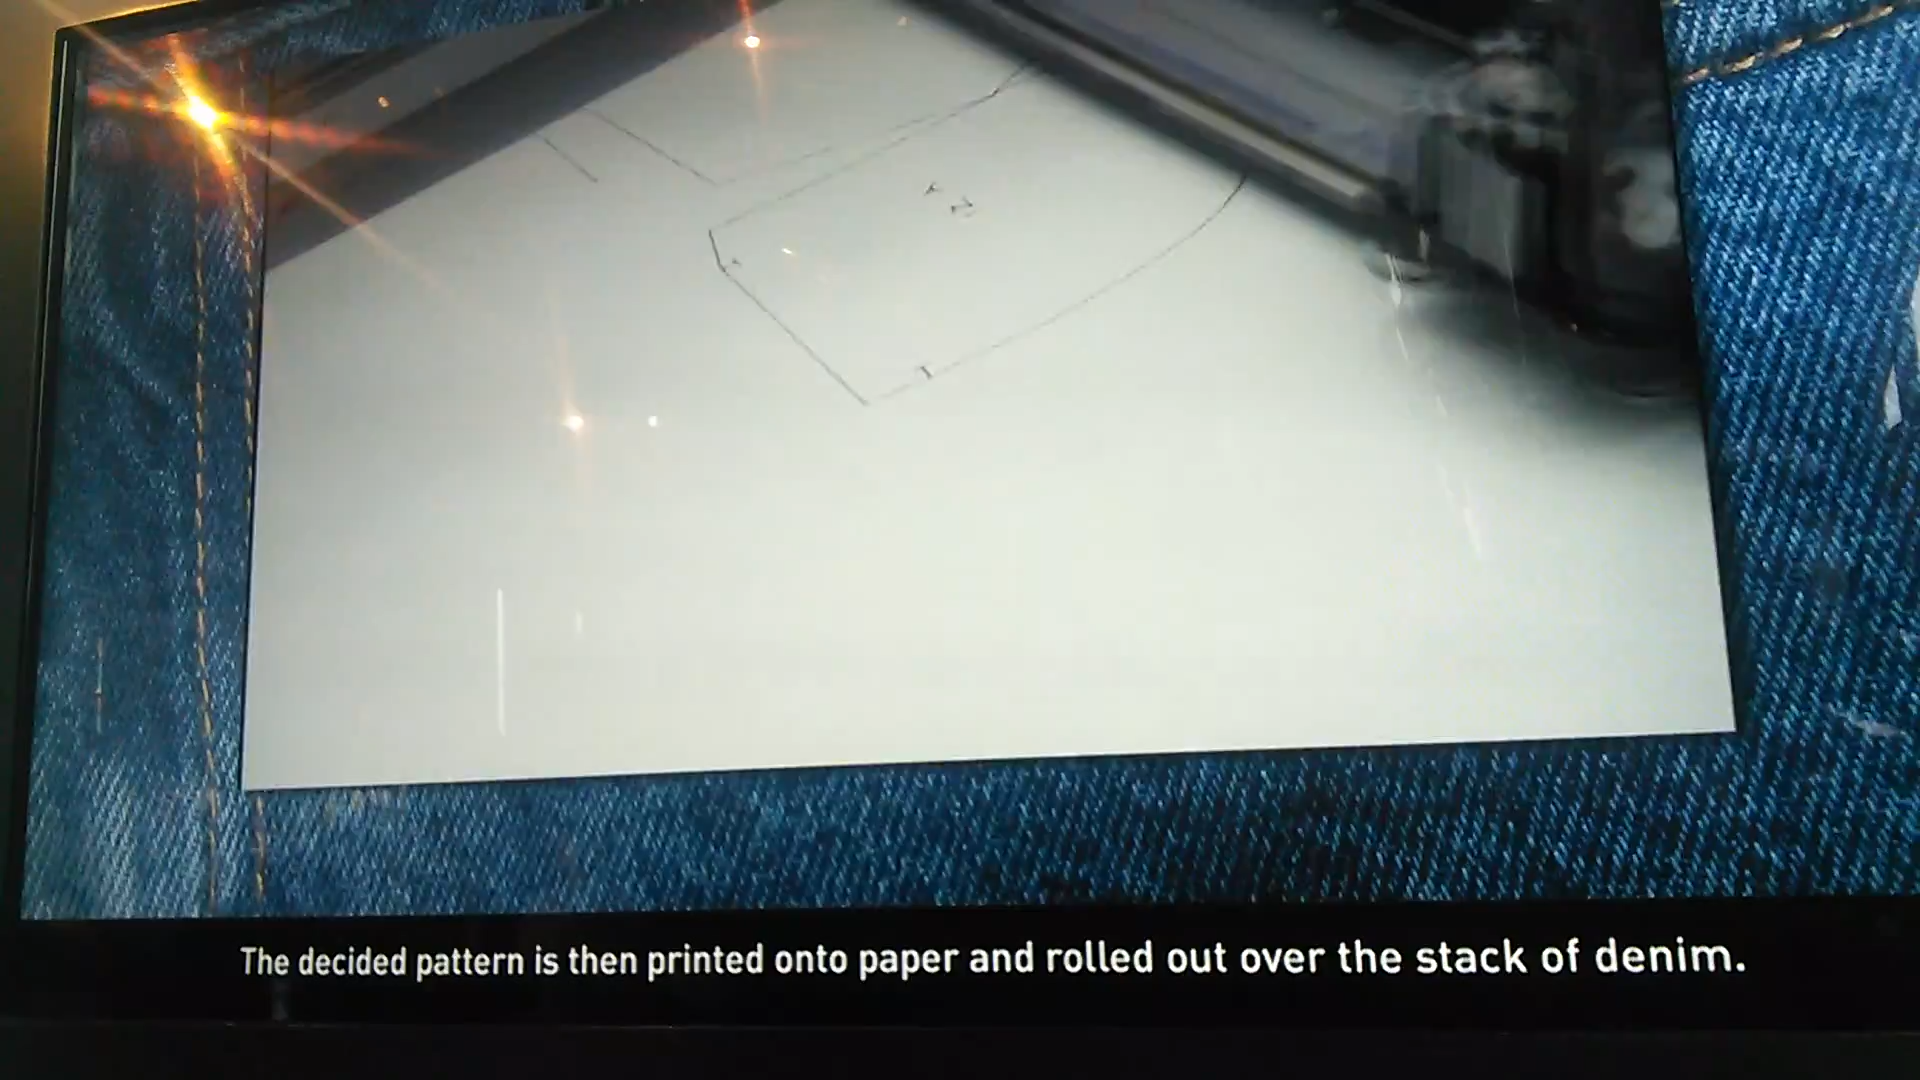 The decided pattern is then printed onto paper and rolled out over the stack of denim.